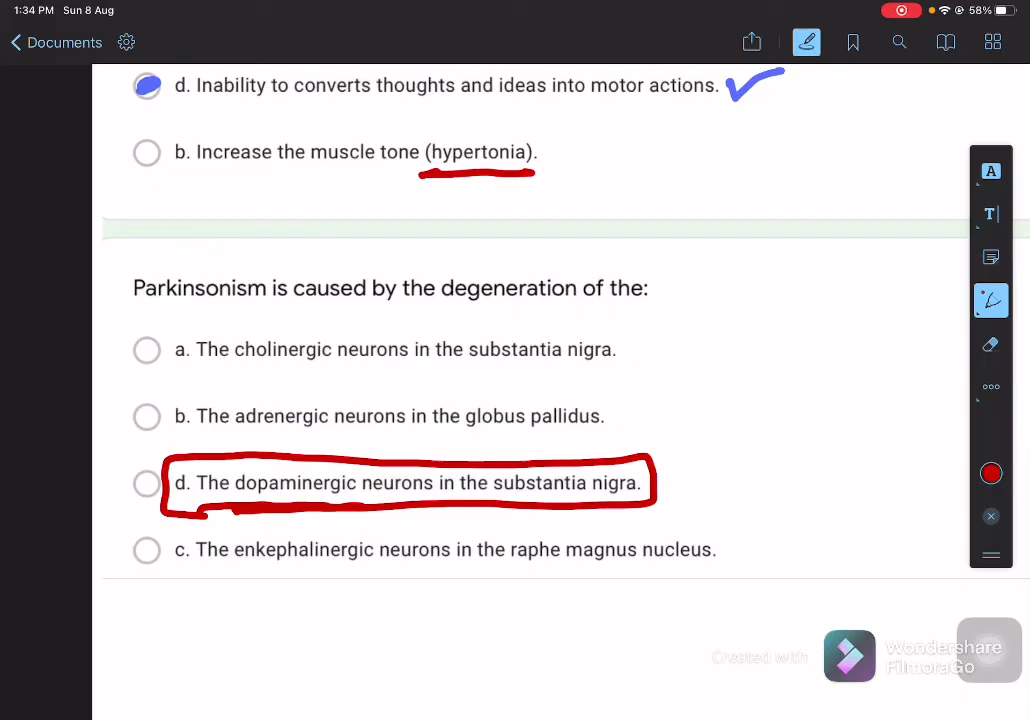 1:34 PM Sun 8 Aug 58%
Documents
d. Inability to converts thoughts and ideas into motor actions.
b. Increase the muscle tone (hypertonia).
Parkinsonism is caused by the degeneration of the:
a. The cholinergic neurons in the substantia nigra.
b. The adrenergic neurons in the globus pallidus.
d. The dopaminergic neurons in the substantia nigra.
c. The enkephalinergic neurons in the raphe magnus nucleus.
A
T
Created with Wondershare
FilmoraGo